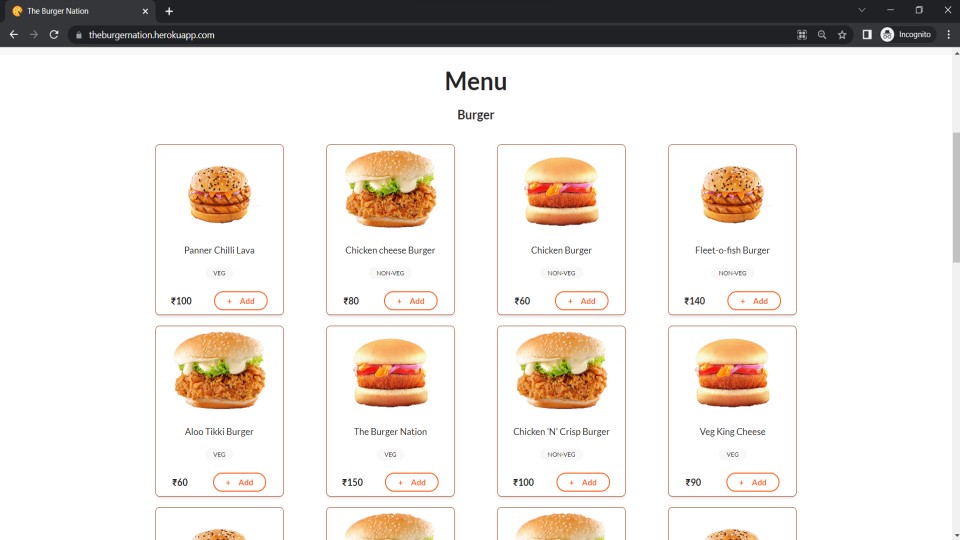 The Burger Nation
theburgernation.herokuapp.com
Incognito
Menu
Burger
Panner Chilli Lava
VEG
₹100
+ Add
Chicken cheese Burger
NON-VEG
₹80
+ Add
Chicken Burger
NON-VEG
₹60
+ Add
Fleet-o-fish Burger
NON-VEG
₹140
+ Add
Aloo Tikki Burger
VEG
₹60
+ Add
The Burger Nation
VEG
₹150
+ Add
Chicken 'N' Crisp Burger
NON-VEG
₹100
+ Add
Veg King Cheese
VEG
₹90
+ Add